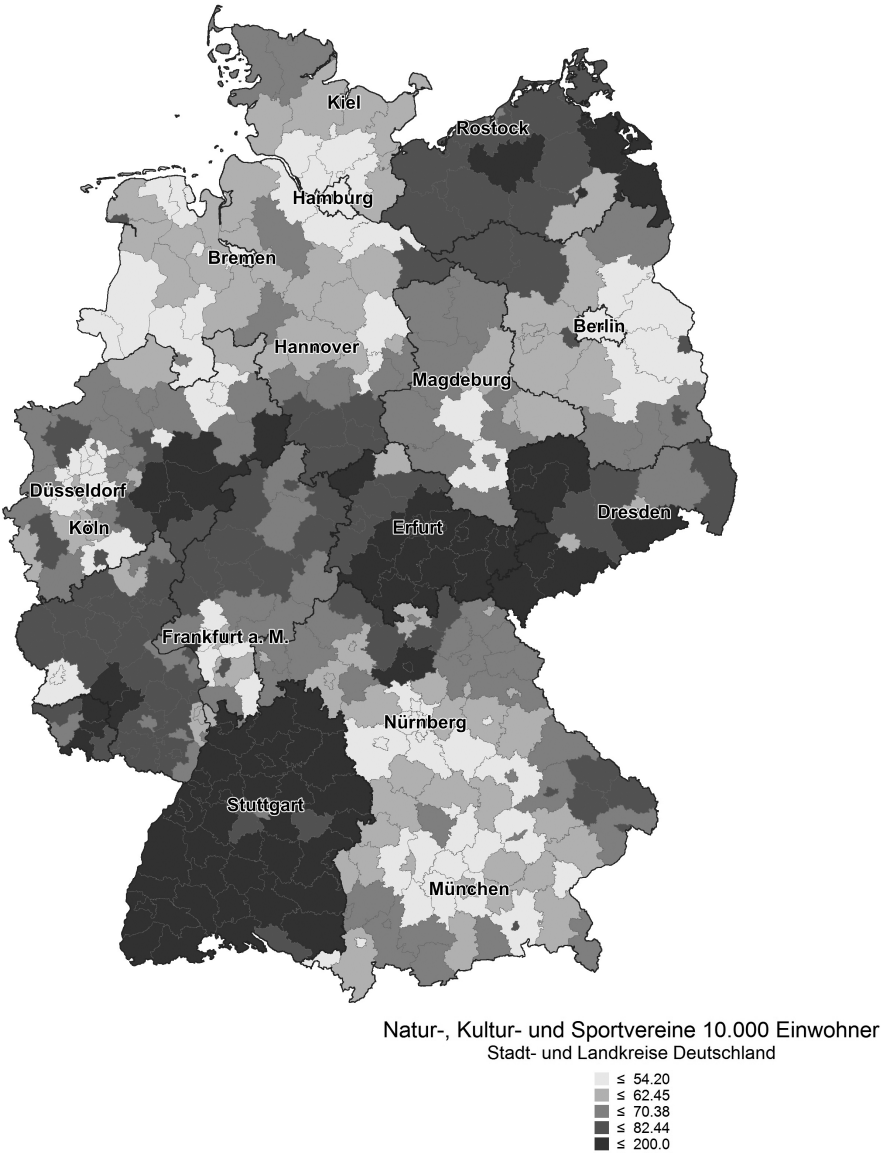 Kiel
Rostock
Hamburg
Bremen
Berlin
Hannover
Magdeburg
Düsseldorf
Dresden
Köln
Erfurt
Frankfurt a. M.
Nürnberg
Stuttgart
München
Natur-, Kultur- und Sportvereine 10.000 Einwohner
Stadt- und Landkreise Deutschland
≤ 54.20
≤ 62.45
≤ 70.38
≤ 82.44
≤ 200.0